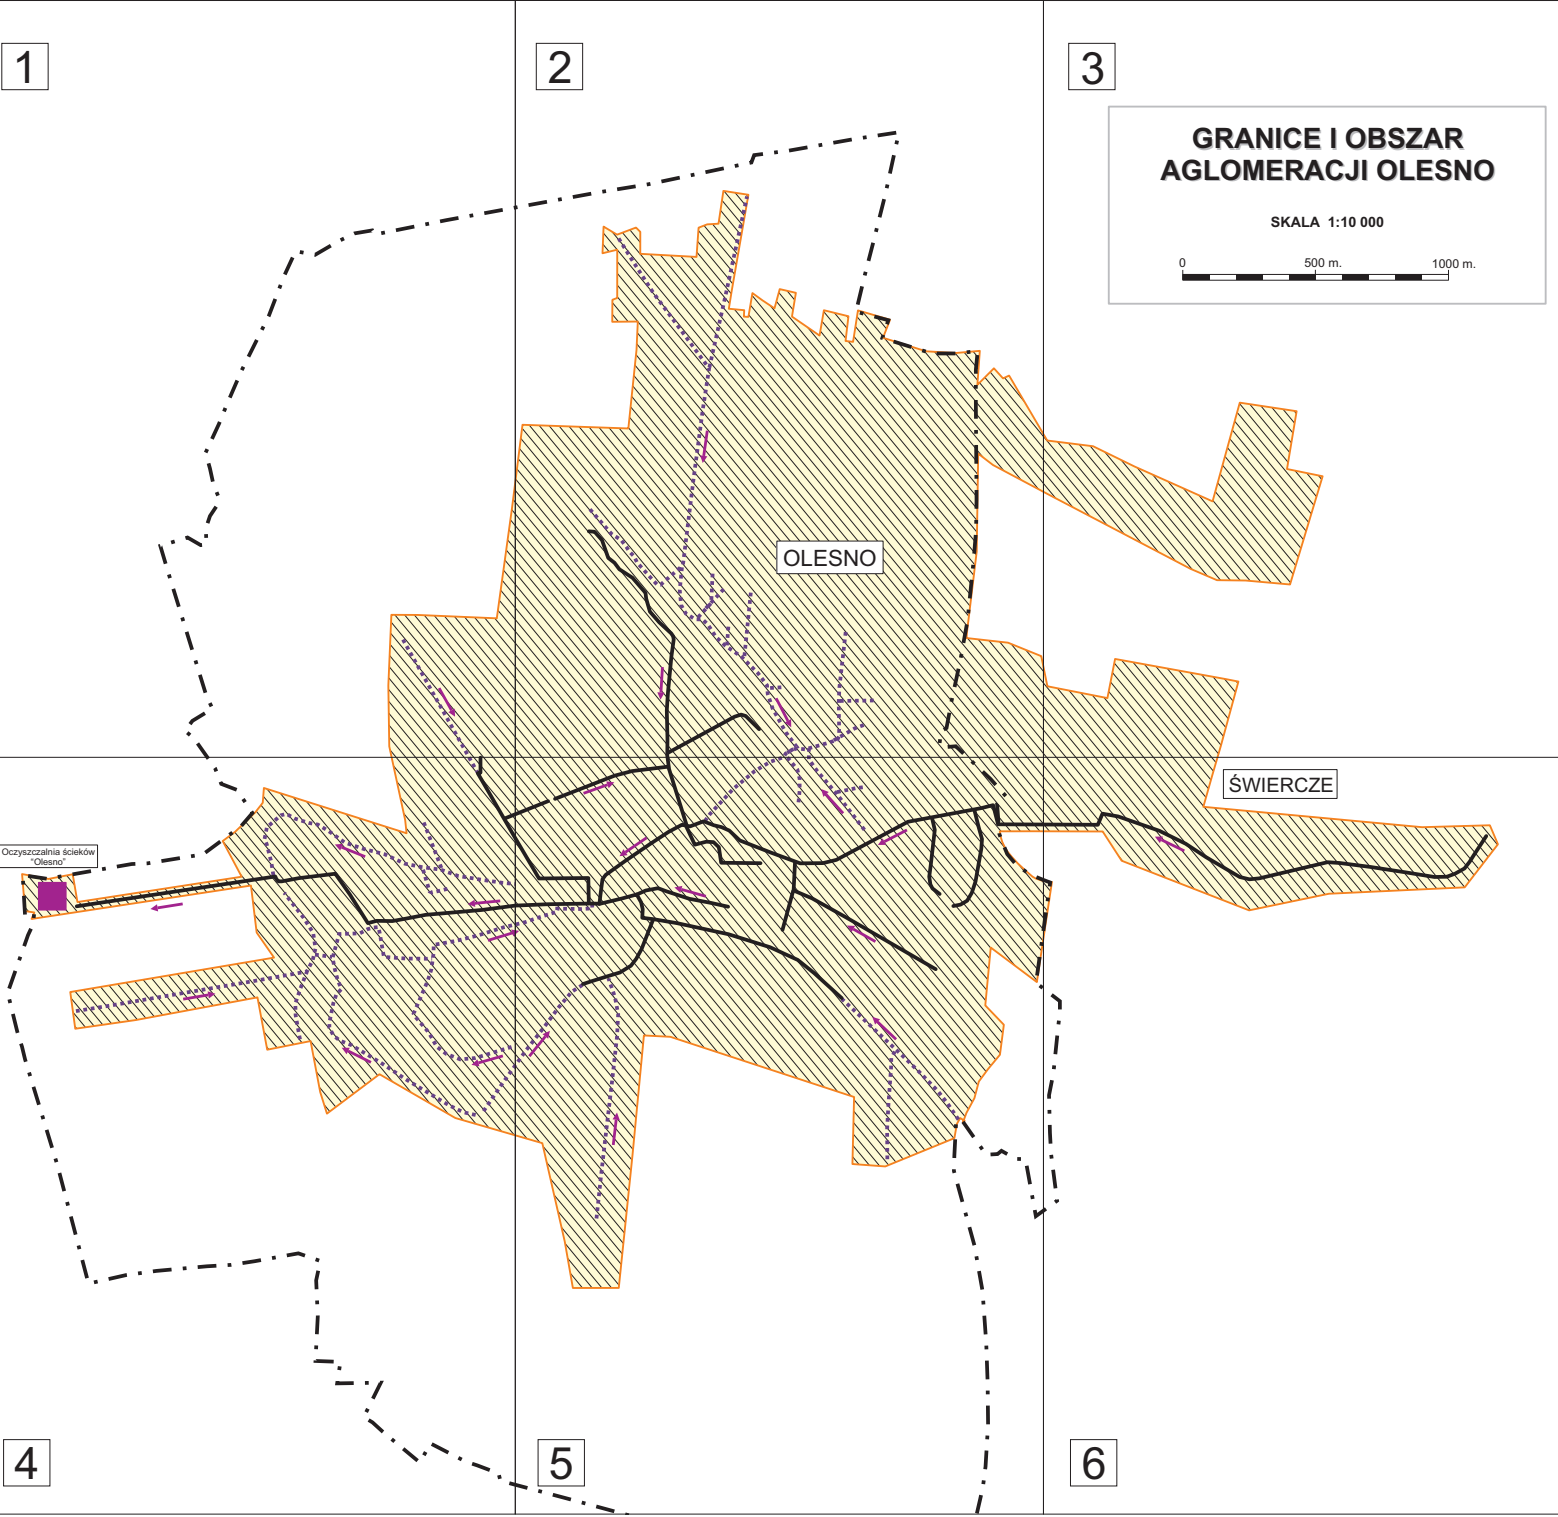 1
2
3
GRANICE I OBSZAR
AGLOMERACJI OLESNO
SKALA 1:10 000
0 500 m. 1000 m.
OLESNO
ŚWIERCZE
Oczyszczalnia ścieków
"Olesno"
4
5
6